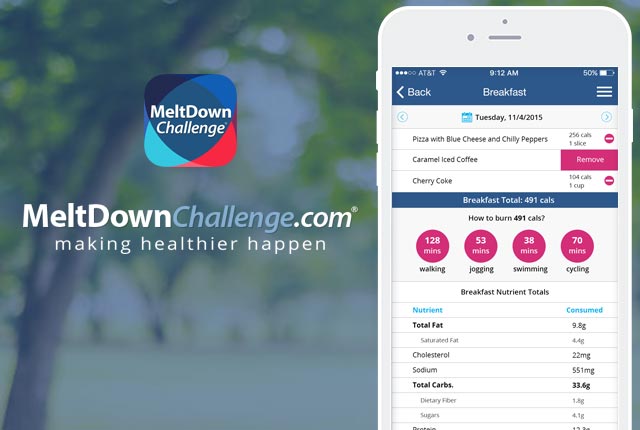 MeltDown
Challenge®
MeltDownChallenge.com®
making healthier happen
AT&T 9:12 AM 50%
Back Breakfast
Tuesday, 11/4/2015
Pizza with Blue Cheese and Chilly Peppers 256 cals
1 slice
Caramel Iced Coffee Remove
Cherry Coke 104 cals
1 cup
Breakfast Total: 491 cals
How to burn 491 cals?
128 53 38 70
mins mins mins mins
walking jogging swimming cycling
Breakfast Nutrient Totals
Nutrient Consumed
Total Fat 9.8g
Saturated Fat 4.4g
Cholesterol 22mg
Sodium 551mg
Total Carbs. 33.6g
Dietary Fiber 1.8g
Sugars 4.1g
Protein 12.3g